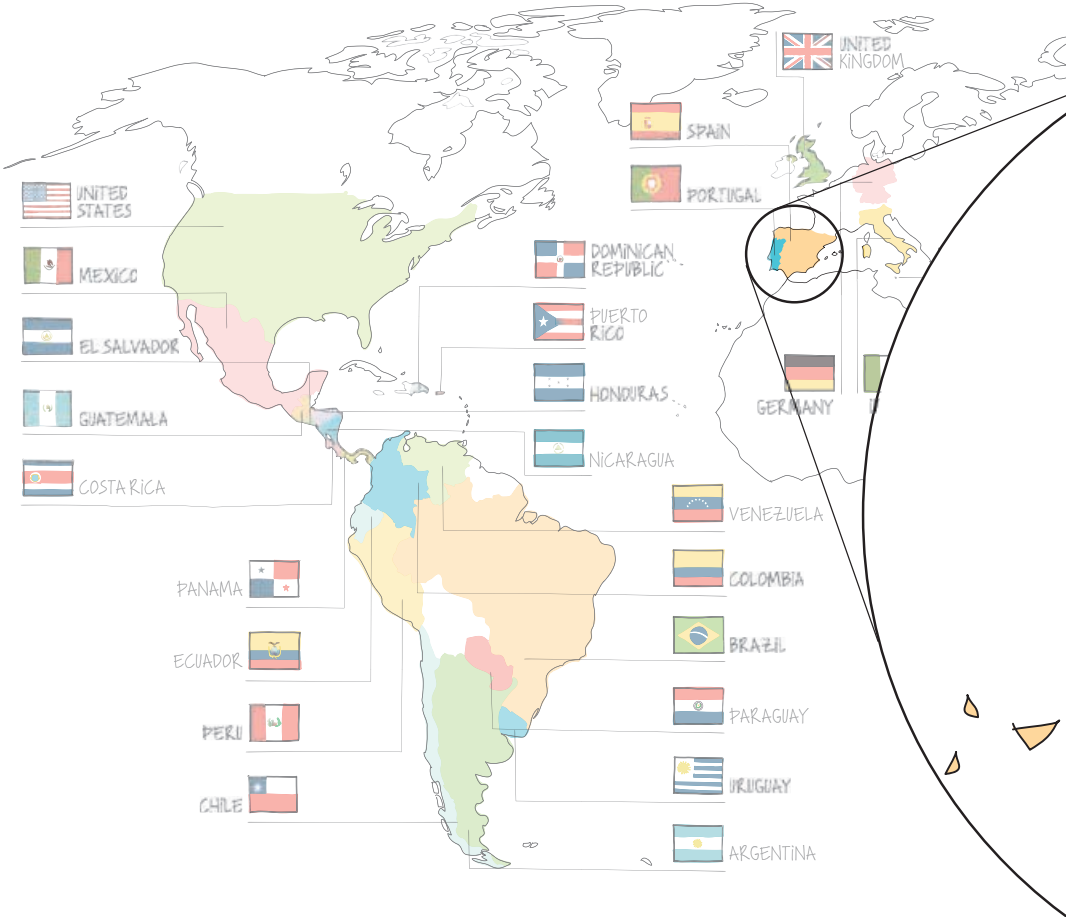 UNITED
KiNGDOM
SPAiN
PORTUGAL
UNITED
STATES
MEXiCO
EL SALVADOR
GUATEMALA
COSTA RiCA
DOMiNiCAN
REPUBLiC
PUERTO
RiCO
HONDURAS
NiCARAGUA
GERMANY
VENEZUELA
COLOMBiA
BRAZiL
PARAGUAY
URUGUAY
ARGENTiNA
PANAMA
ECUADOR
PERU
CHiLE